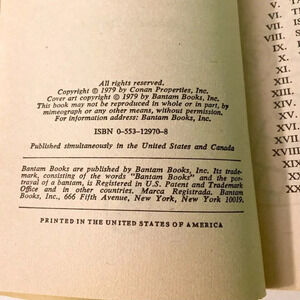 All rights reserved.
Copyright © 1979 by Conan Properties, Inc.
Cover art copyright © 1979 by Bantam Books, Inc.
This book may not be reproduced in whole or in part, by
mimeograph or any other means, without permission.
For information address: Bantam Books, Inc.
ISBN 0-553-12970-8
Published simultaneously in the United States and Canada
Bantam Books are published by Bantam Books, Inc. Its trade-
mark, consisting of the words "Bantam Books" and the por-
trayal of a bantam, is Registered in U.S. Patent and Trademark
Office and in other countries. Marca Registrada. Bantam
Books, Inc., 666 Fifth Avenue, New York, New York 10019.
PRINTED IN THE UNITED STATES OF AMERICA
V.
VI.
VII.
VIII.
IX.
X.
XI.
XII.